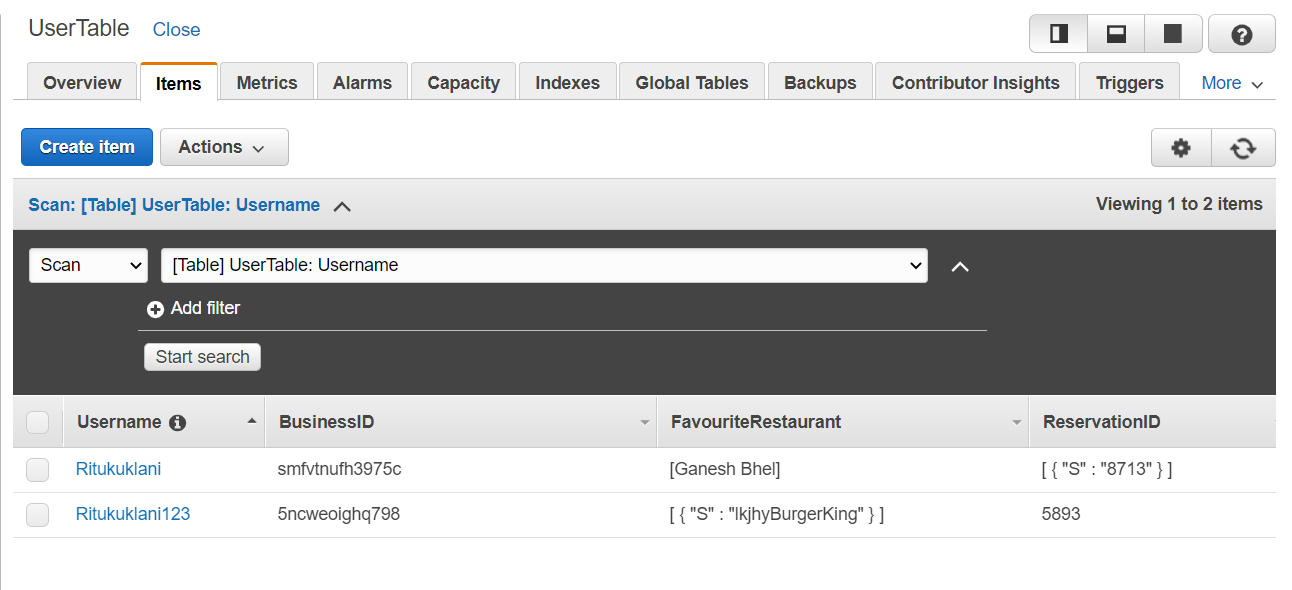 UserTable Close
Overview Items Metrics Alarms Capacity Indexes Global Tables Backups Contributor Insights Triggers More
Create item Actions
Scan: [Table] UserTable: Username Viewing 1 to 2 items
Scan [Table] UserTable: Username
Add filter
Start search
Username BusinessID FavouriteRestaurant ReservationID
Ritukuklani smfvtnufh3975c [Ganesh Bhel] [ { "S" : "8713" } ]
Ritukuklani123 5ncweoighq798 [ { "S" : "lkjhyBurgerKing" } ] 5893